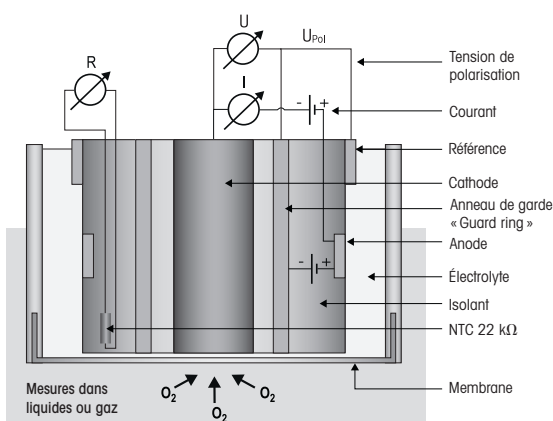 U
U Pol
R
I
- +
Tension de
polarisation
Courant
Référence
Cathode
Anneau de garde
« Guard ring »
Anode
- +
Électrolyte
Isolant
NTC 22 kΩ
Membrane
Mesures dans
liquides ou gaz
O₂ O₂
O₂